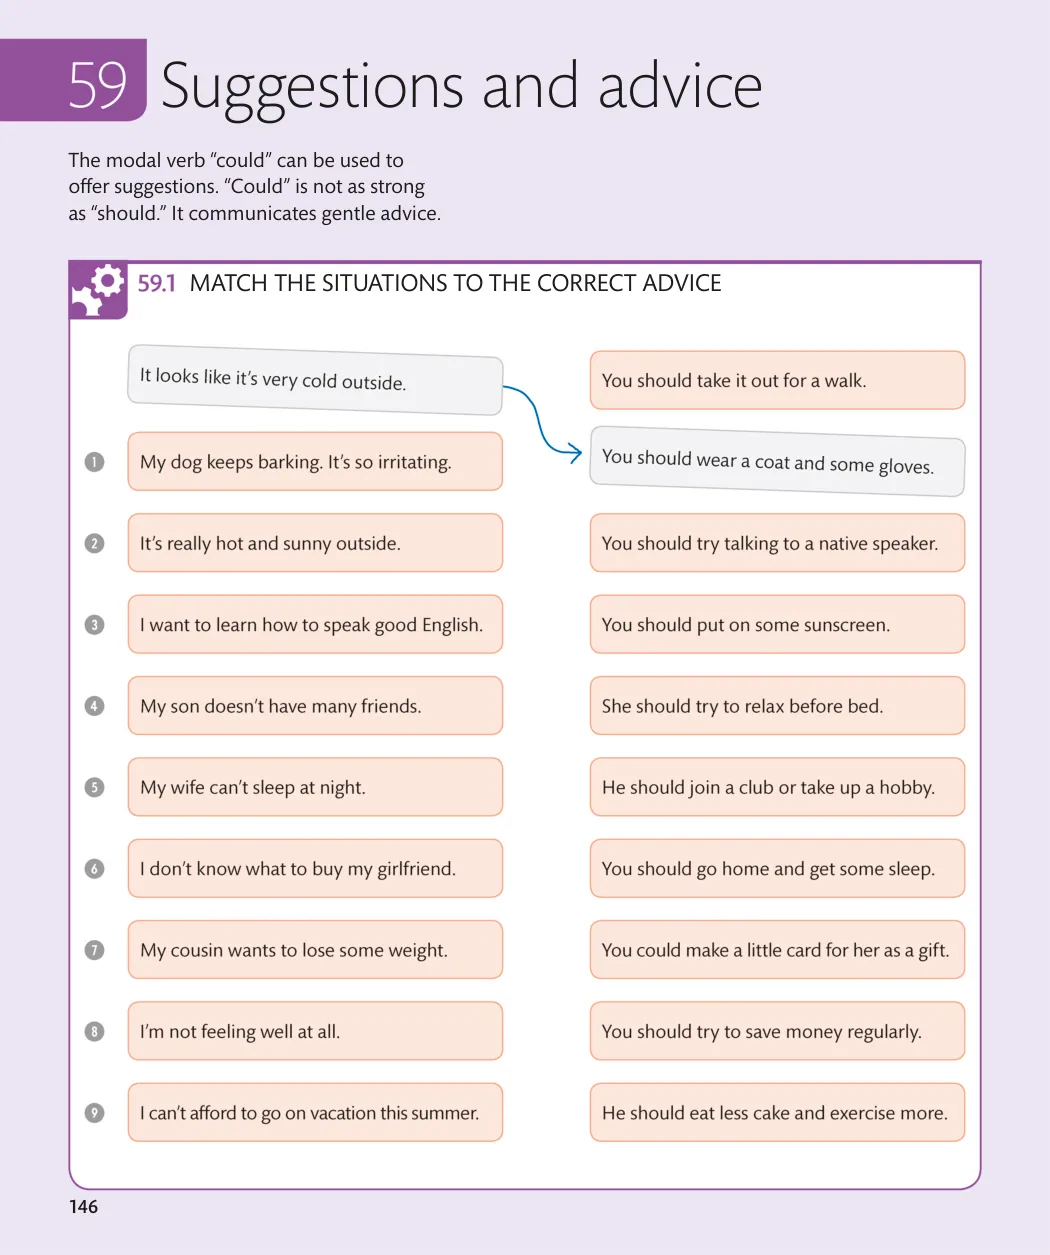 59 Suggestions and advice
The modal verb “could” can be used to
offer suggestions. “Could” is not as strong
as “should.” It communicates gentle advice.
59.1 MATCH THE SITUATIONS TO THE CORRECT ADVICE
It looks like it’s very cold outside.
You should take it out for a walk.
1 My dog keeps barking. It’s so irritating.
You should wear a coat and some gloves.
2 It’s really hot and sunny outside.
You should try talking to a native speaker.
3 I want to learn how to speak good English.
You should put on some sunscreen.
4 My son doesn’t have many friends.
She should try to relax before bed.
5 My wife can’t sleep at night.
He should join a club or take up a hobby.
6 I don’t know what to buy my girlfriend.
You should go home and get some sleep.
7 My cousin wants to lose some weight.
You could make a little card for her as a gift.
8 I’m not feeling well at all.
You should try to save money regularly.
9 I can’t afford to go on vacation this summer.
He should eat less cake and exercise more.
146